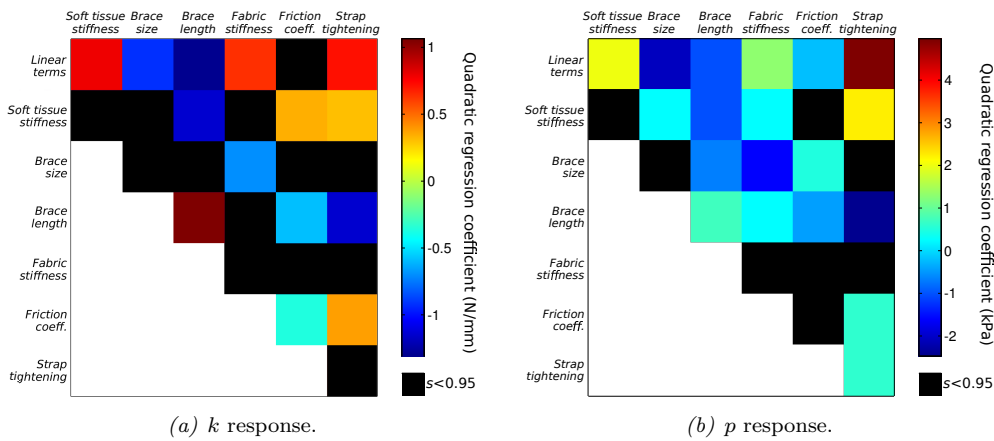 Soft tissue stiffness Brace size Brace length Fabric stiffness Friction coeff. Strap tightening
Linear terms
Soft tissue stiffness
Brace size
Brace length
Fabric stiffness
Friction coeff.
Strap tightening
1
0.5
0
-0.5
-1
Quadratic regression coefficient (N/mm)
s<0.95
(a) k response.
Soft tissue stiffness Brace size Brace length Fabric stiffness Friction coeff. Strap tightening
Linear terms
Soft tissue stiffness
Brace size
Brace length
Fabric stiffness
Friction coeff.
Strap tightening
4
3
2
1
0
-1
-2
Quadratic regression coefficient (kPa)
s<0.95
(b) p response.